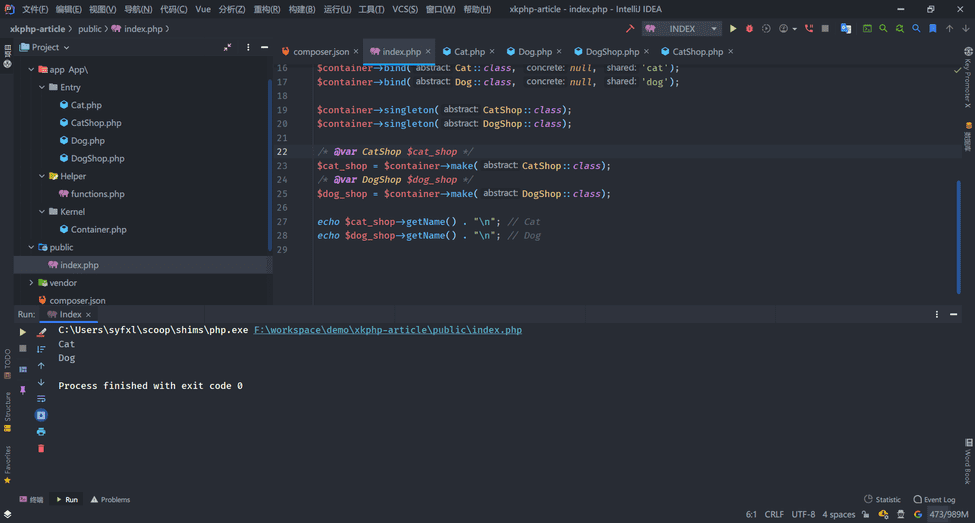 文件(F) 编辑(E) 视图(V) 导航(N) 代码(C) Vue 分析(Z) 重构(R) 构建(B) 运行(U) 工具(T) VCS(S) 窗口(W) 帮助(H) xkphp-article - index.php - IntelliJ IDEA
xkphp-article public index.php INDEX
项目
Project
composer.json index.php Cat.php Dog.php DogShop.php CatShop.php
Key Promoter X
数据库
Word Book
app App\
Entry
Cat.php
CatShop.php
Dog.php
DogShop.php
Helper
functions.php
Kernel
Container.php
public
index.php
vendor
composer.json
16 $container→bind( abstract: Cat::class, concrete: null, shared: 'cat');
17 $container→bind( abstract: Dog::class, concrete: null, shared: 'dog');
18
19 $container→singleton( abstract: CatShop::class);
20 $container→singleton( abstract: DogShop::class);
21
22 /* @var CatShop $cat_shop */
23 $cat_shop = $container→make( abstract: CatShop::class);
24 /* @var DogShop $dog_shop */
25 $dog_shop = $container→make( abstract: DogShop::class);
26
27 echo $cat_shop→getName() . "\n"; // Cat
28 echo $dog_shop→getName() . "\n"; // Dog
29
Run: Index
C:\Users\syfxl\scoop\shims\php.exe F:\workspace\demo\xkphp-article\public\index.php
Cat
Dog
Process finished with exit code 0
TODO
Structure
Favorites
终端 Run Problems Statistic Event Log
6:1 CRLF UTF-8 4 spaces 473/989M